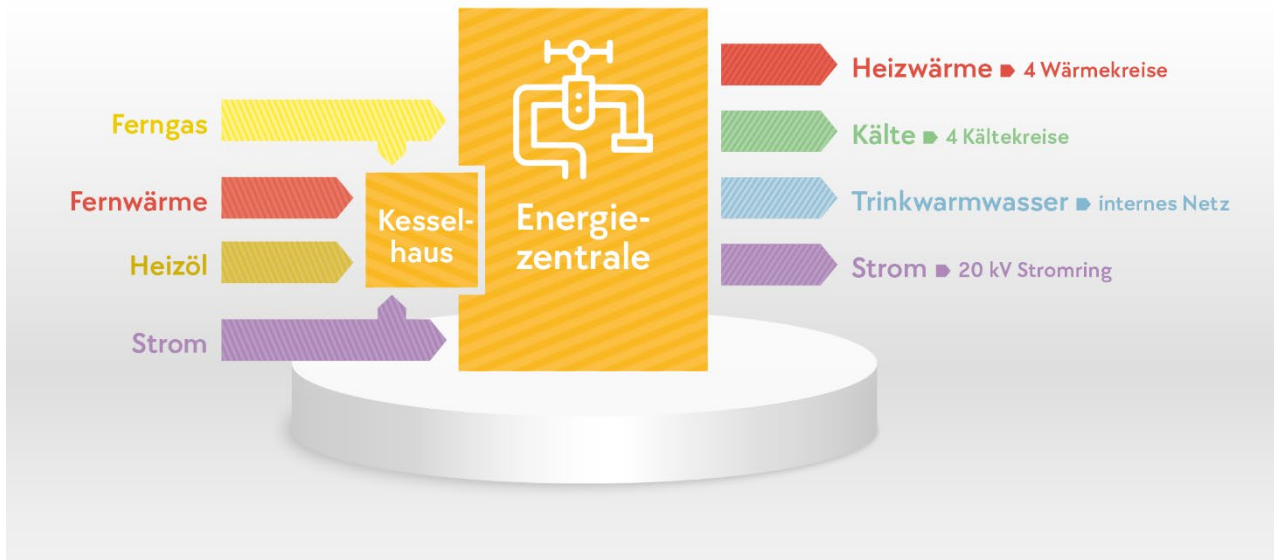 Ferngas
Fernwärme
Heizöl
Strom
Kessel-
haus
Energie-
zentrale
Heizwärme 4 Wärmekreise
Kälte 4 Kältekreise
Trinkwarmwasser internes Netz
Strom 20 kV Stromring